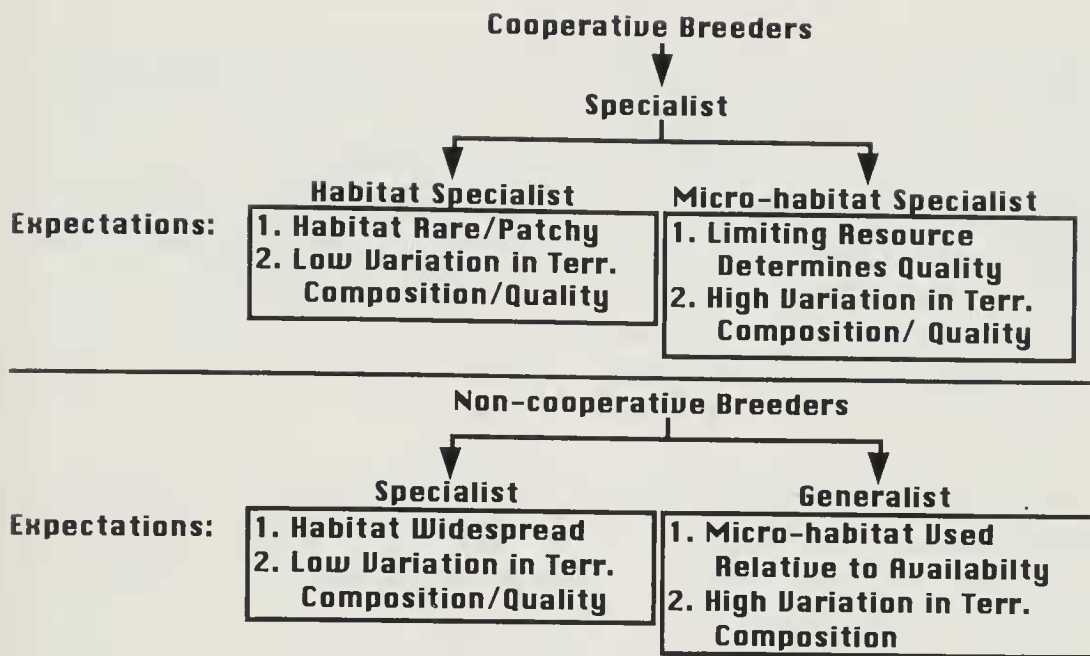 Cooperative Breeders
Specialist
Habitat Specialist
Micro-habitat Specialist
Expectations:
1. Habitat Rare/Patchy
2. Low Variation in Terr.
Composition/Quality
1. Limiting Resource
Determines Quality
2. High Variation in Terr.
Composition/ Quality
Non-cooperative Breeders
Specialist
Generalist
Expectations:
1. Habitat Widespread
2. Low Variation in Terr.
Composition/Quality
1. Micro-habitat Used
Relative to Availabilty
2. High Variation in Terr.
Composition